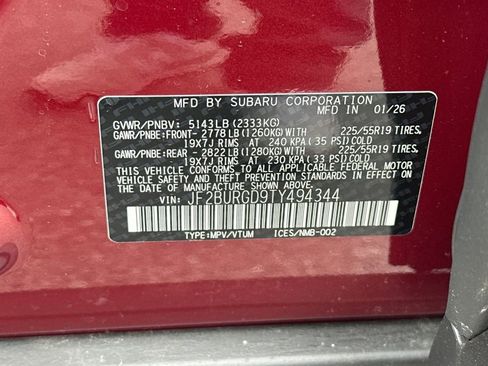 MFD BY SUBARU CORPORATION
GVWR/PNBV: 5143LB(2333KG) MFD IN 01/26
GAWR/PNBE:FRONT-2778LB(1260KG)WITH 225/55R19 TIRES,
19X7J RIMS AT 240 KPA(35 PSI)COLD
GAWR/PNBE:REAR -2822LB(1280KG)WITH 225/55R19 TIRES,
19X7J RIMS AT 230 KPA(33 PSI)COLD
THIS VEHICLE CONFORMS TO ALL APPLICABLE FEDERAL MOTOR
VEHICLE SAFETY AND THEFT PREVENTION STANDARDS
IN EFFECT ON THE DATE OF MANUFACTURE SHOWN ABOVE.
VIN: JF2BURGD9TY494344
TYPE:MPV/VTUM ICES/NMB-002